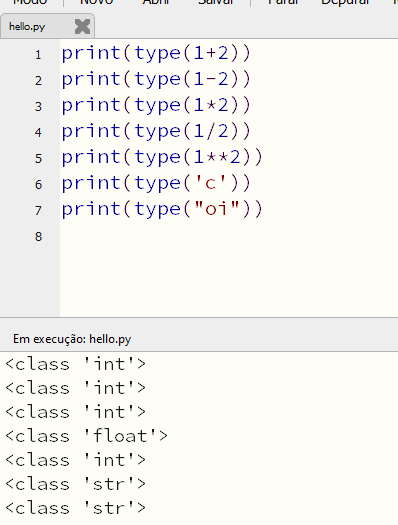 Modo Novo Abrir Salvar Parar Depurar
hello.py
1 print(type(1+2))
2 print(type(1-2))
3 print(type(1*2))
4 print(type(1/2))
5 print(type(1**2))
6 print(type('c'))
7 print(type("oi"))
8
Em execução: hello.py
<class 'int'>
<class 'int'>
<class 'int'>
<class 'float'>
<class 'int'>
<class 'str'>
<class 'str'>